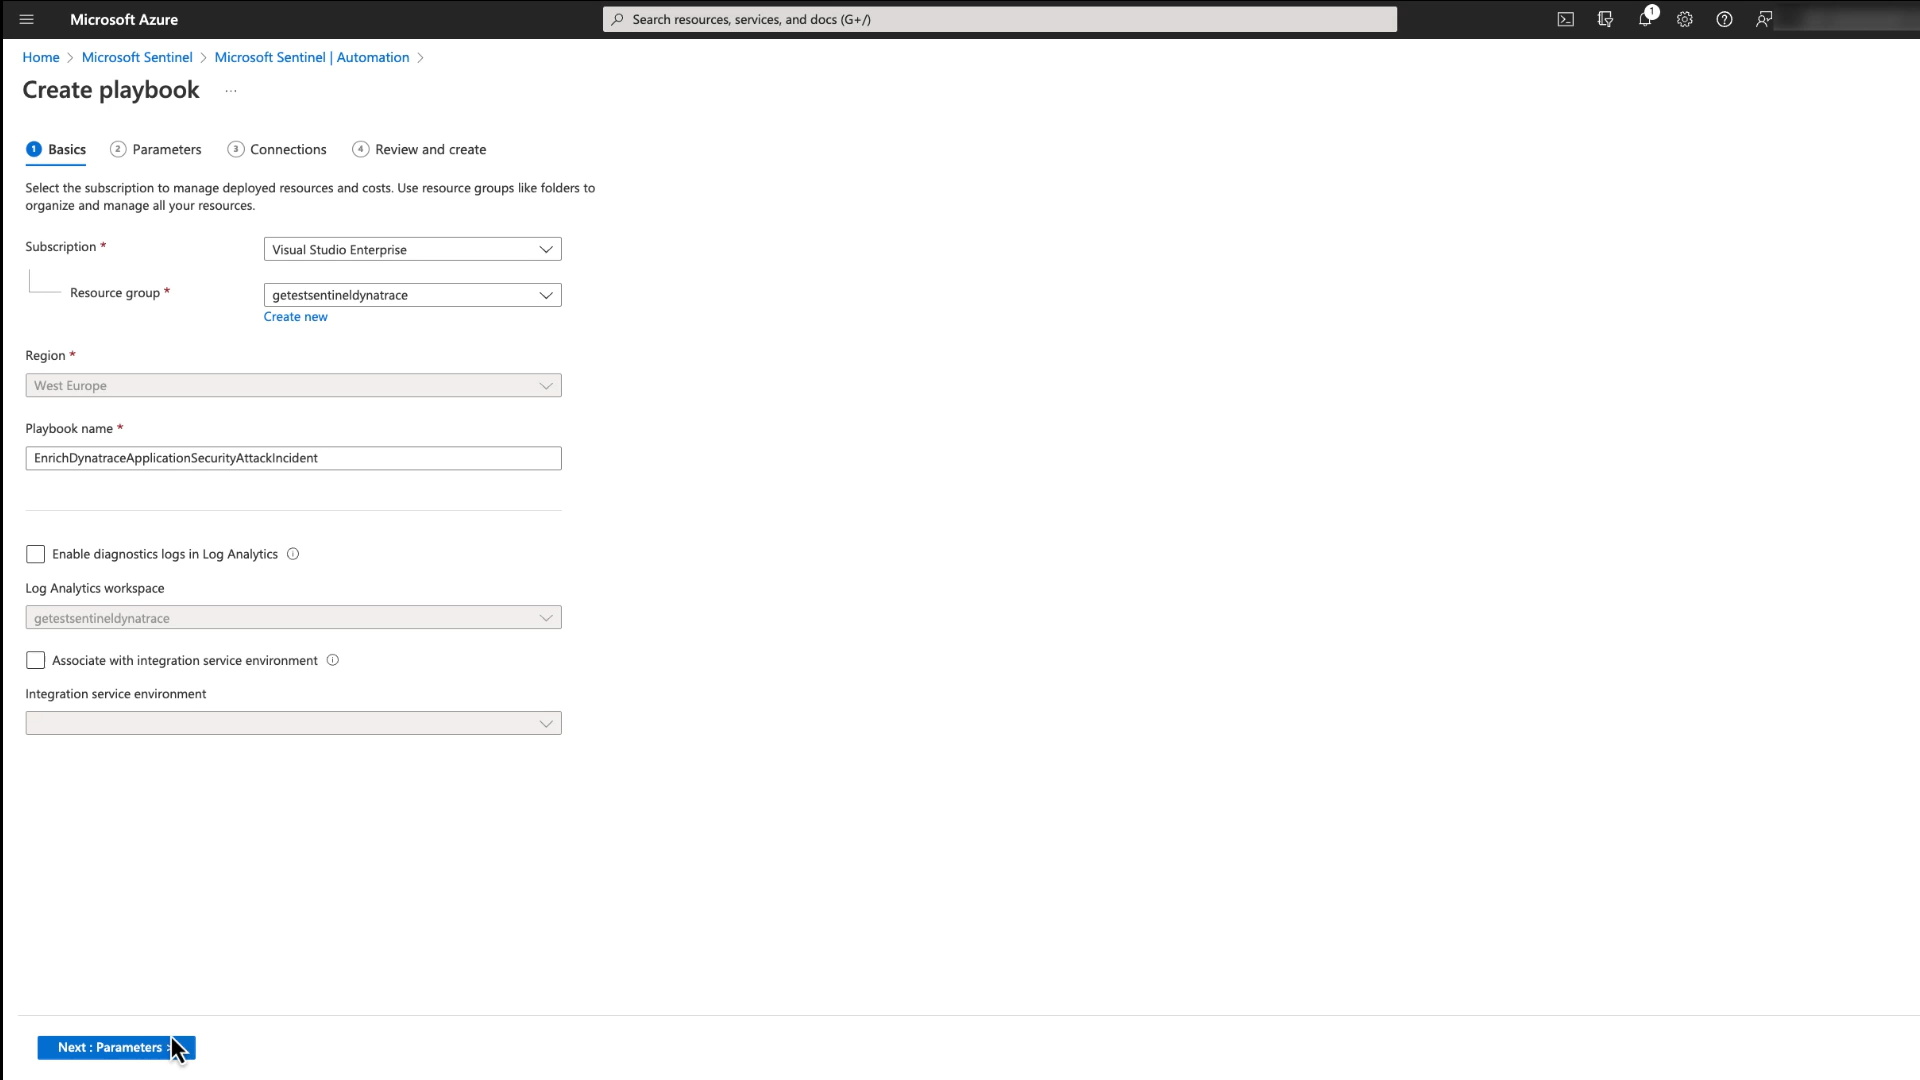 Microsoft Azure
Search resources, services, and docs (G+/)
1
Home > Microsoft Sentinel > Microsoft Sentinel | Automation >
Create playbook ...
1 Basics 2 Parameters 3 Connections 4 Review and create
Select the subscription to manage deployed resources and costs. Use resource groups like folders to
organize and manage all your resources.
Subscription *
Visual Studio Enterprise
Resource group *
getestsentineldynatrace
Create new
Region *
West Europe
Playbook name *
EnrichDynatraceApplicationSecurityAttackIncident
Enable diagnostics logs in Log Analytics
Log Analytics workspace
getestsentineldynatrace
Associate with integration service environment
Integration service environment
Next : Parameters >